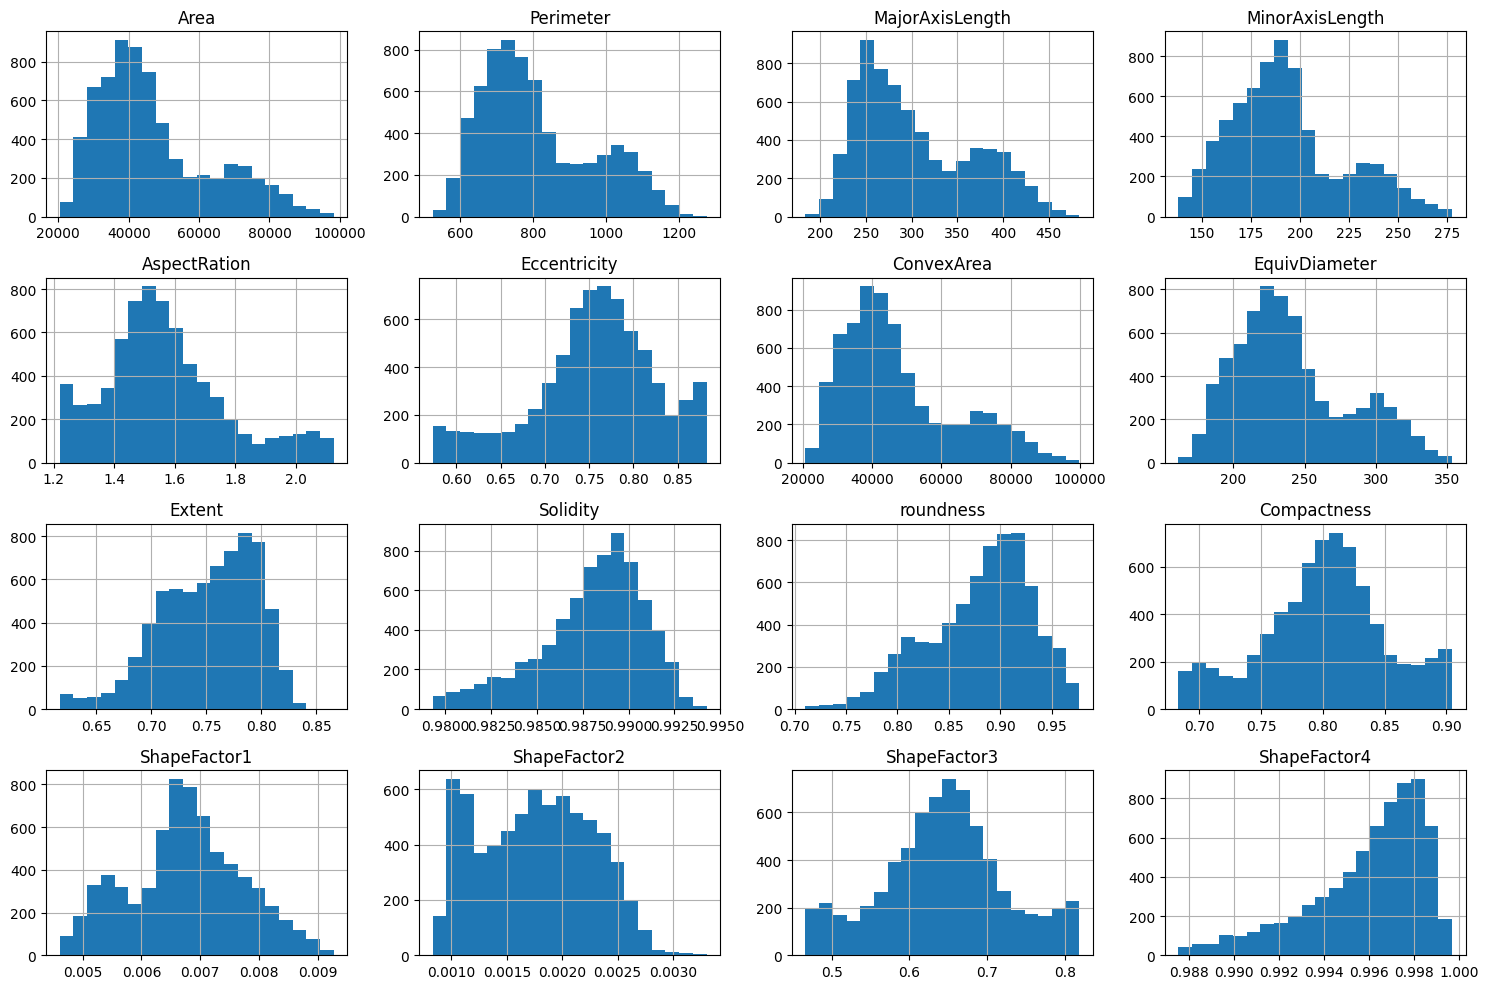 Area
Perimeter
MajorAxisLength
MinorAxisLength
800
600
400
200
0
20000 40000 60000 80000 100000
800
600
400
200
0
600 800 1000 1200
800
600
400
200
0
200 250 300 350 400 450
800
600
400
200
0
150 175 200 225 250 275
AspectRation
Eccentricity
ConvexArea
EquivDiameter
800
600
400
200
0
1.2 1.4 1.6 1.8 2.0
600
400
200
0
0.60 0.65 0.70 0.75 0.80 0.85
800
600
400
200
0
20000 40000 60000 80000 100000
800
600
400
200
0
200 250 300 350
Extent
Solidity
roundness
Compactness
800
600
400
200
0
0.65 0.70 0.75 0.80 0.85
800
600
400
200
0
0.980 0.9825 0.985 0.9875 0.990 0.9925 0.9950
800
600
400
200
0
0.70 0.75 0.80 0.85 0.90 0.95
600
400
200
0
0.70 0.75 0.80 0.85 0.90
ShapeFactor1
ShapeFactor2
ShapeFactor3
ShapeFactor4
800
600
400
200
0
0.005 0.006 0.007 0.008 0.009
600
400
200
0
0.0010 0.0015 0.0020 0.0025 0.0030
600
400
200
0
0.5 0.6 0.7 0.8
800
600
400
200
0
0.988 0.990 0.992 0.994 0.996 0.998 1.000